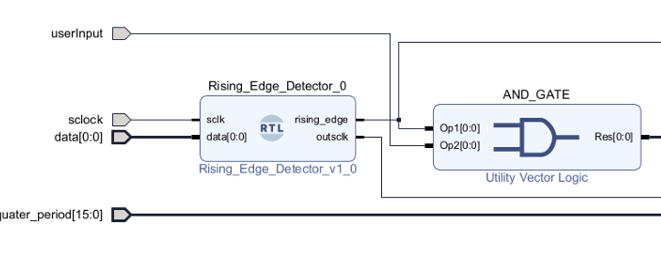 userInput
Rising_Edge_Detector_0
AND_GATE
sclock
sclk
rising_edge
Op1[0:0]
data[0:0]
data[0:0]
RTL
outsclk
Op2[0:0]
Res[0:0]
Rising_Edge_Detector_v1_0
Utility Vector Logic
quater_period[15:0]